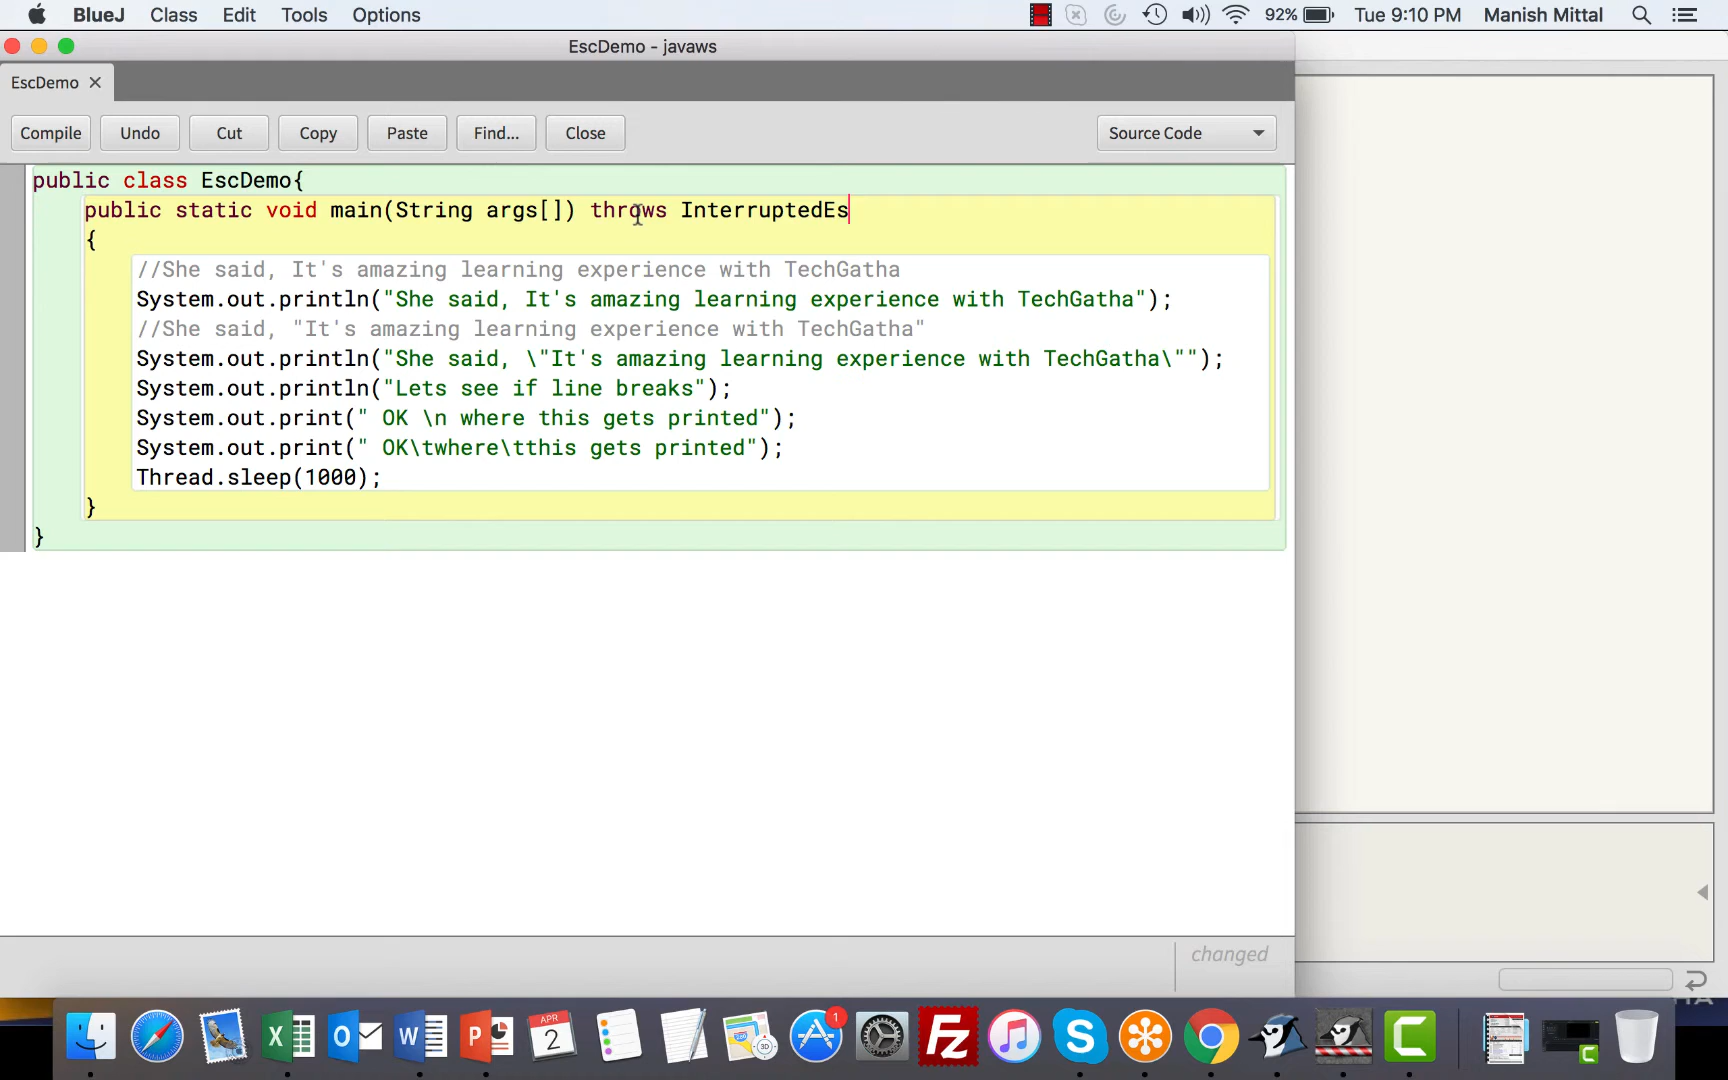 BlueJ Class Edit Tools Options 92% Tue 9:10 PM Manish Mittal
EscDemo - javaws
EscDemo
Compile Undo Cut Copy Paste Find... Close Source Code
public class EscDemo{
public static void main(String args[]) throws InterruptedEs
{
//She said, It's amazing learning experience with TechGatha
System.out.println("She said, It's amazing learning experience with TechGatha");
//She said, "It's amazing learning experience with TechGatha"
System.out.println("She said, \"It's amazing learning experience with TechGatha\"");
System.out.println("Lets see if line breaks");
System.out.print(" OK \n where this gets printed");
System.out.print(" OK\twhere\tthis gets printed");
Thread.sleep(1000);
}
}
changed
APR
2
1
3D
X
O
W
P
Fz
S
C